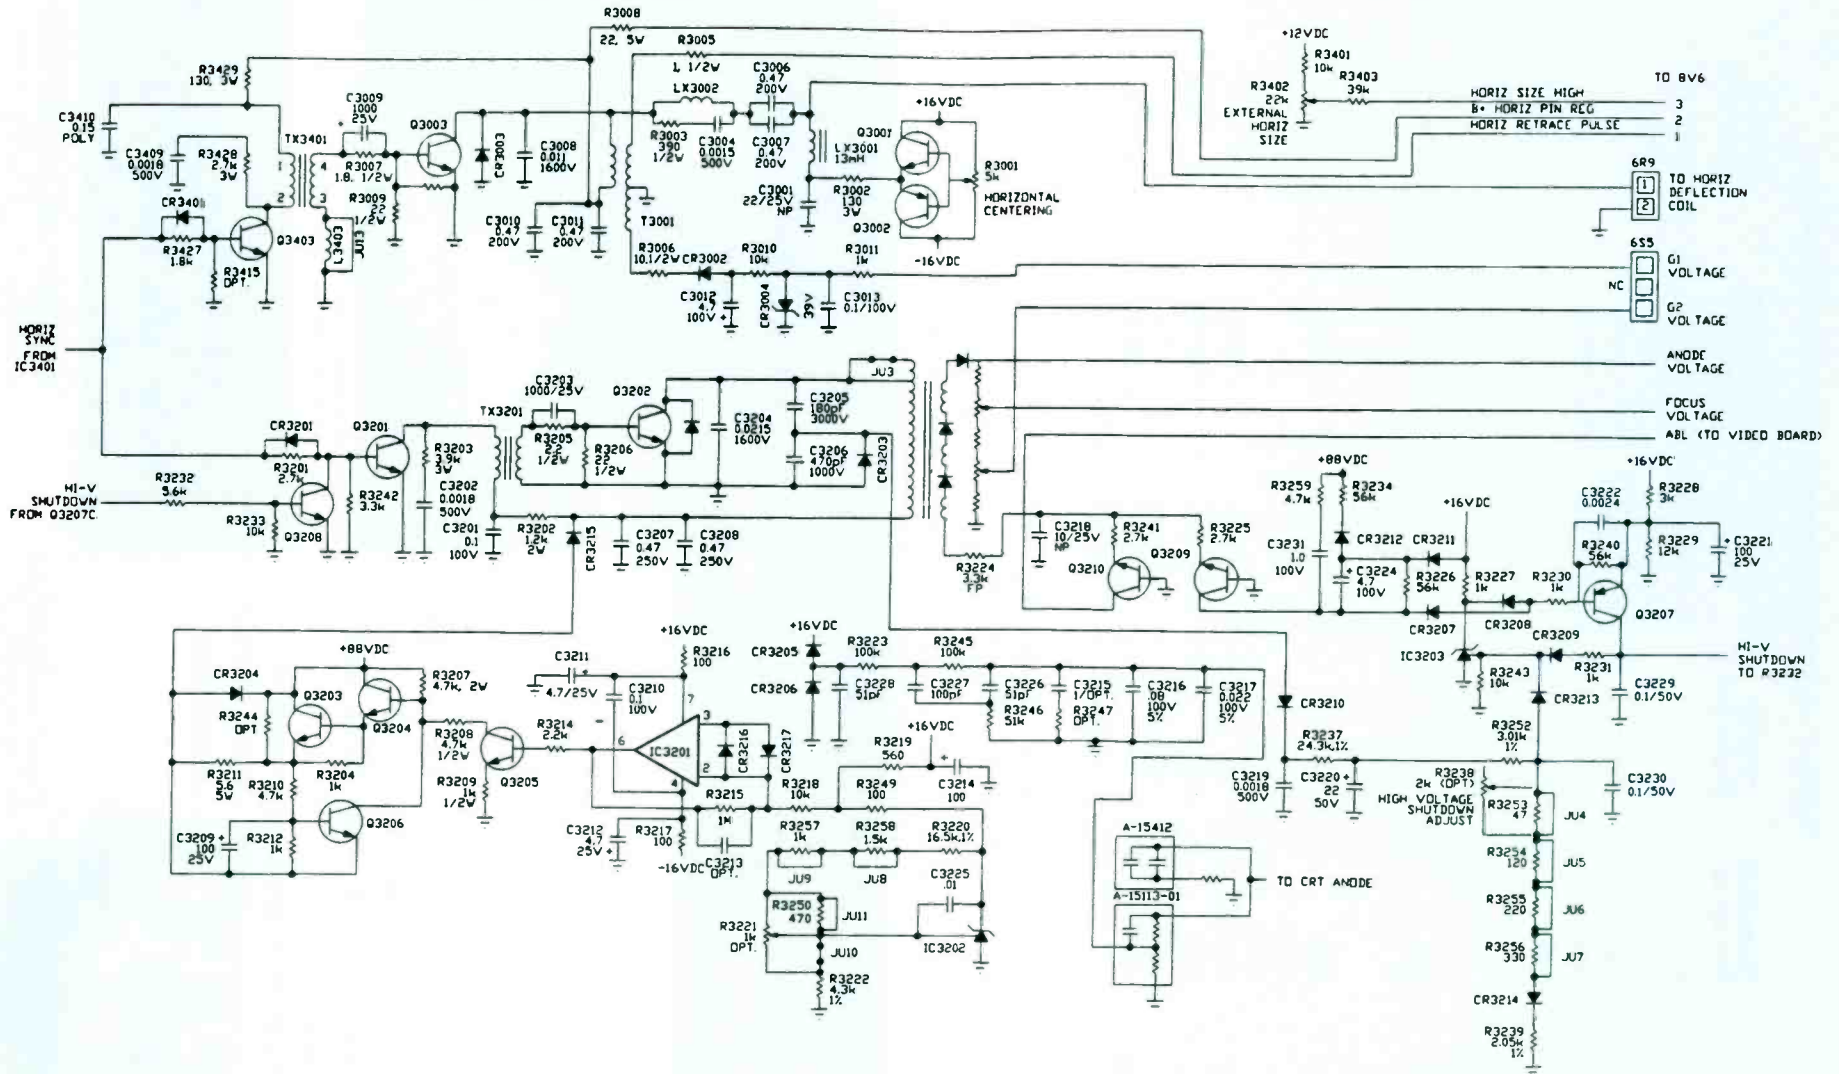 R3008
22, 5W
R3005
1, 1/2W
R3429
130, 3W
C3410
0.15
POLY
C3409
0.0018
500V
R3428
2.7k
3W
TX3401
1
2
4
3
C3009
1000
25V
+
R3007
1.8, 1/2W
R3009
22
1/2W
Q3003
CR3003
C3008
0.011
1600V
LX3002
R3003
390
1/2W
C3004
0.0015
500V
C3006
0.47
200V
C3007
0.47
200V
LX3001
13mH
C3001
22/25V
NP
R3002
130
3W
+16VDC
Q3001
Q3002
-16VDC
R3001
5k
HORIZONTAL
CENTERING
+12VDC
R3401
10k
R3402
22k
EXTERNAL
HORIZ
SIZE
R3403
39k
TO 8V6
HORIZ SIZE HIGH
3
B+ HORIZ PIN REG
2
HORIZ RETRACE PULSE
1
6R9
1
2
TO HORIZ
DEFLECTION
COIL
CR3401
R3427
1.8k
R3415
OPT.
Q3403
L3403
JU13
C3010
0.47
200V
C3011
0.47
200V
T3001
R3006
10,1/2W
CR3002
R3010
10k
R3011
1k
C3012
4.7
100V +
CR3004
39V
C3013
0.1/100V
6S5
G1
VOLTAGE
NC
G2
VOLTAGE
HORIZ
SYNC
FROM
IC3401
ANODE
VOLTAGE
FOCUS
VOLTAGE
ABL (TO VIDEO BOARD)
CR3201
R3201
2.7k
Q3201
HI-V
SHUTDOWN
FROM Q3207C
R3232
5.6k
R3233
10k
Q3208
R3242
3.3k
R3203
3.9k
3W
C3202
0.0018
500V
C3201
0.1
100V
TX3201
C3203
1000/25V
R3205
2.2
1/2W
R3206
22
1/2W
Q3202
C3204
0.0215
1600V
C3205
180pF
3000V
C3206
470pF
1000V
CR3203
JU3
R3202
1.2k
2W
CR3215
C3207
0.47
250V
C3208
0.47
250V
R3224
3.3k
FP
C3218
10/25V
NP
R3241
2.7k
Q3210
Q3209
R3225
2.7k
+88VDC
R3259
4.7k
R3234
56k
C3231
1.0
100V
CR3212
CR3211
+ C3224
4.7
100V
R3226
56k
+16VDC
R3227
1k
CR3207
CR3208
R3230
1k
C3222
0.0024
R3240
56k
+16VDC
R3228
3k
R3229
12k
+ C3221
100
25V
Q3207
IC3203
CR3209
R3243
10k
R3231
1k
CR3213
C3229
0.1/50V
HI-V
SHUTDOWN
TO R3232
+88VDC
CR3204
Q3203
R3244
OPT
Q3204
R3207
4.7k, 2W
R3208
4.7k
1/2W
R3209
1k
1/2W
Q3205
R3211
5.6
5W
R3210
4.7k
R3204
1k
C3209 +
100
25V
R3212
1k
Q3206
C3211
+
4.7/25V
+16VDC
R3216
100
C3210
0.1
100V
R3214
2.2k
IC3201
6
7
3
2
4
CR3216
CR3217
R3215
1M
C3212
4.7
25V +
R3217
100
-16VDC
C3213
OPT.
+16VDC
CR3205
CR3206
R3223
100k
R3245
100k
C3228
51pF
C3227
100pF
C3226
51pF
R3246
51k
C3215
1/OPT.
R3247
OPT.
C3216
.08
100V
5%
C3217
0.022
100V
5%
+16VDC
R3219
560
+
C3214
100
R3218
10k
R3249
100
R3257
1k
R3258
1.5k
R3220
16.5k,1%
JU9
JU8
R3250
470
JU11
R3221
1k
OPT.
JU10
R3222
4.3k
1%
C3225
.01
IC3202
A-15412
A-15113-01
TO CRT ANODE
CR3210
R3237
24.3k,1%
C3219
0.0018
500V
C3220 +
22
50V
R3252
3.01k
1%
R3238
2k (OPT)
HIGH VOLTAGE
SHUTDOWN
ADJUST
C3230
0.1/50V
R3253
47
JU4
R3254
120
JU5
R3255
220
JU6
R3256
330
JU7
CR3214
R3239
2.05k
1%